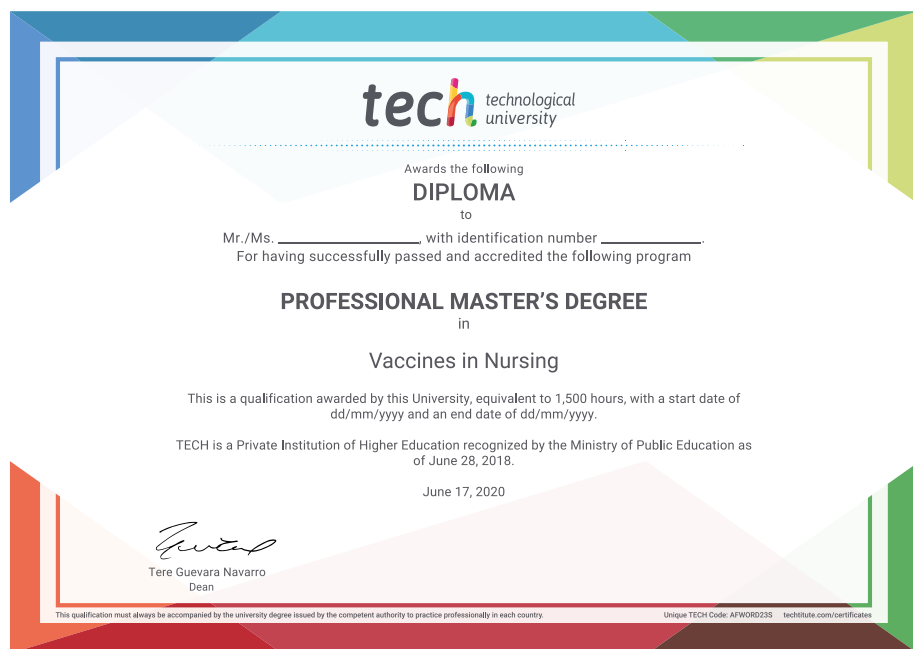 tech technological
university
Awards the following
DIPLOMA
to
Mr./Ms. ____________________, with identification number ______________.
For having successfully passed and accredited the following program
PROFESSIONAL MASTER'S DEGREE
in
Vaccines in Nursing
This is a qualification awarded by this University, equivalent to 1,500 hours, with a start date of
dd/mm/yyyy and an end date of dd/mm/yyyy.
TECH is a Private Institution of Higher Education recognized by the Ministry of Public Education as
of June 28, 2018.
June 17, 2020
Tere Guevara Navarro
Dean
This qualification must always be accompanied by the university degree issued by the competent authority to practice professionally in each country. Unique TECH Code: AFWORD23S techtitute.com/certificates